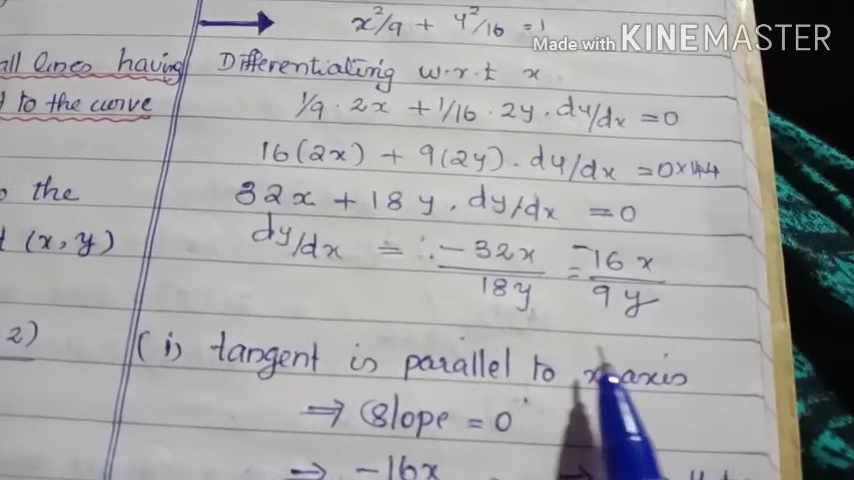 x²/9 + y²/16 = 1
Made with KINEMASTER
all lines having
to the curve
the
(x, y)
2)
Differentiating w.r.t x
1/9 . 2x + 1/16 . 2y . dy/dx = 0
16(2x) + 9(2y) . dy/dx = 0×144
32x + 18y . dy/dx = 0
dy/dx = -32x/18y = -16x/9y
(i) tangent is parallel to x-axis
⇒ Slope = 0
⇒ -16x